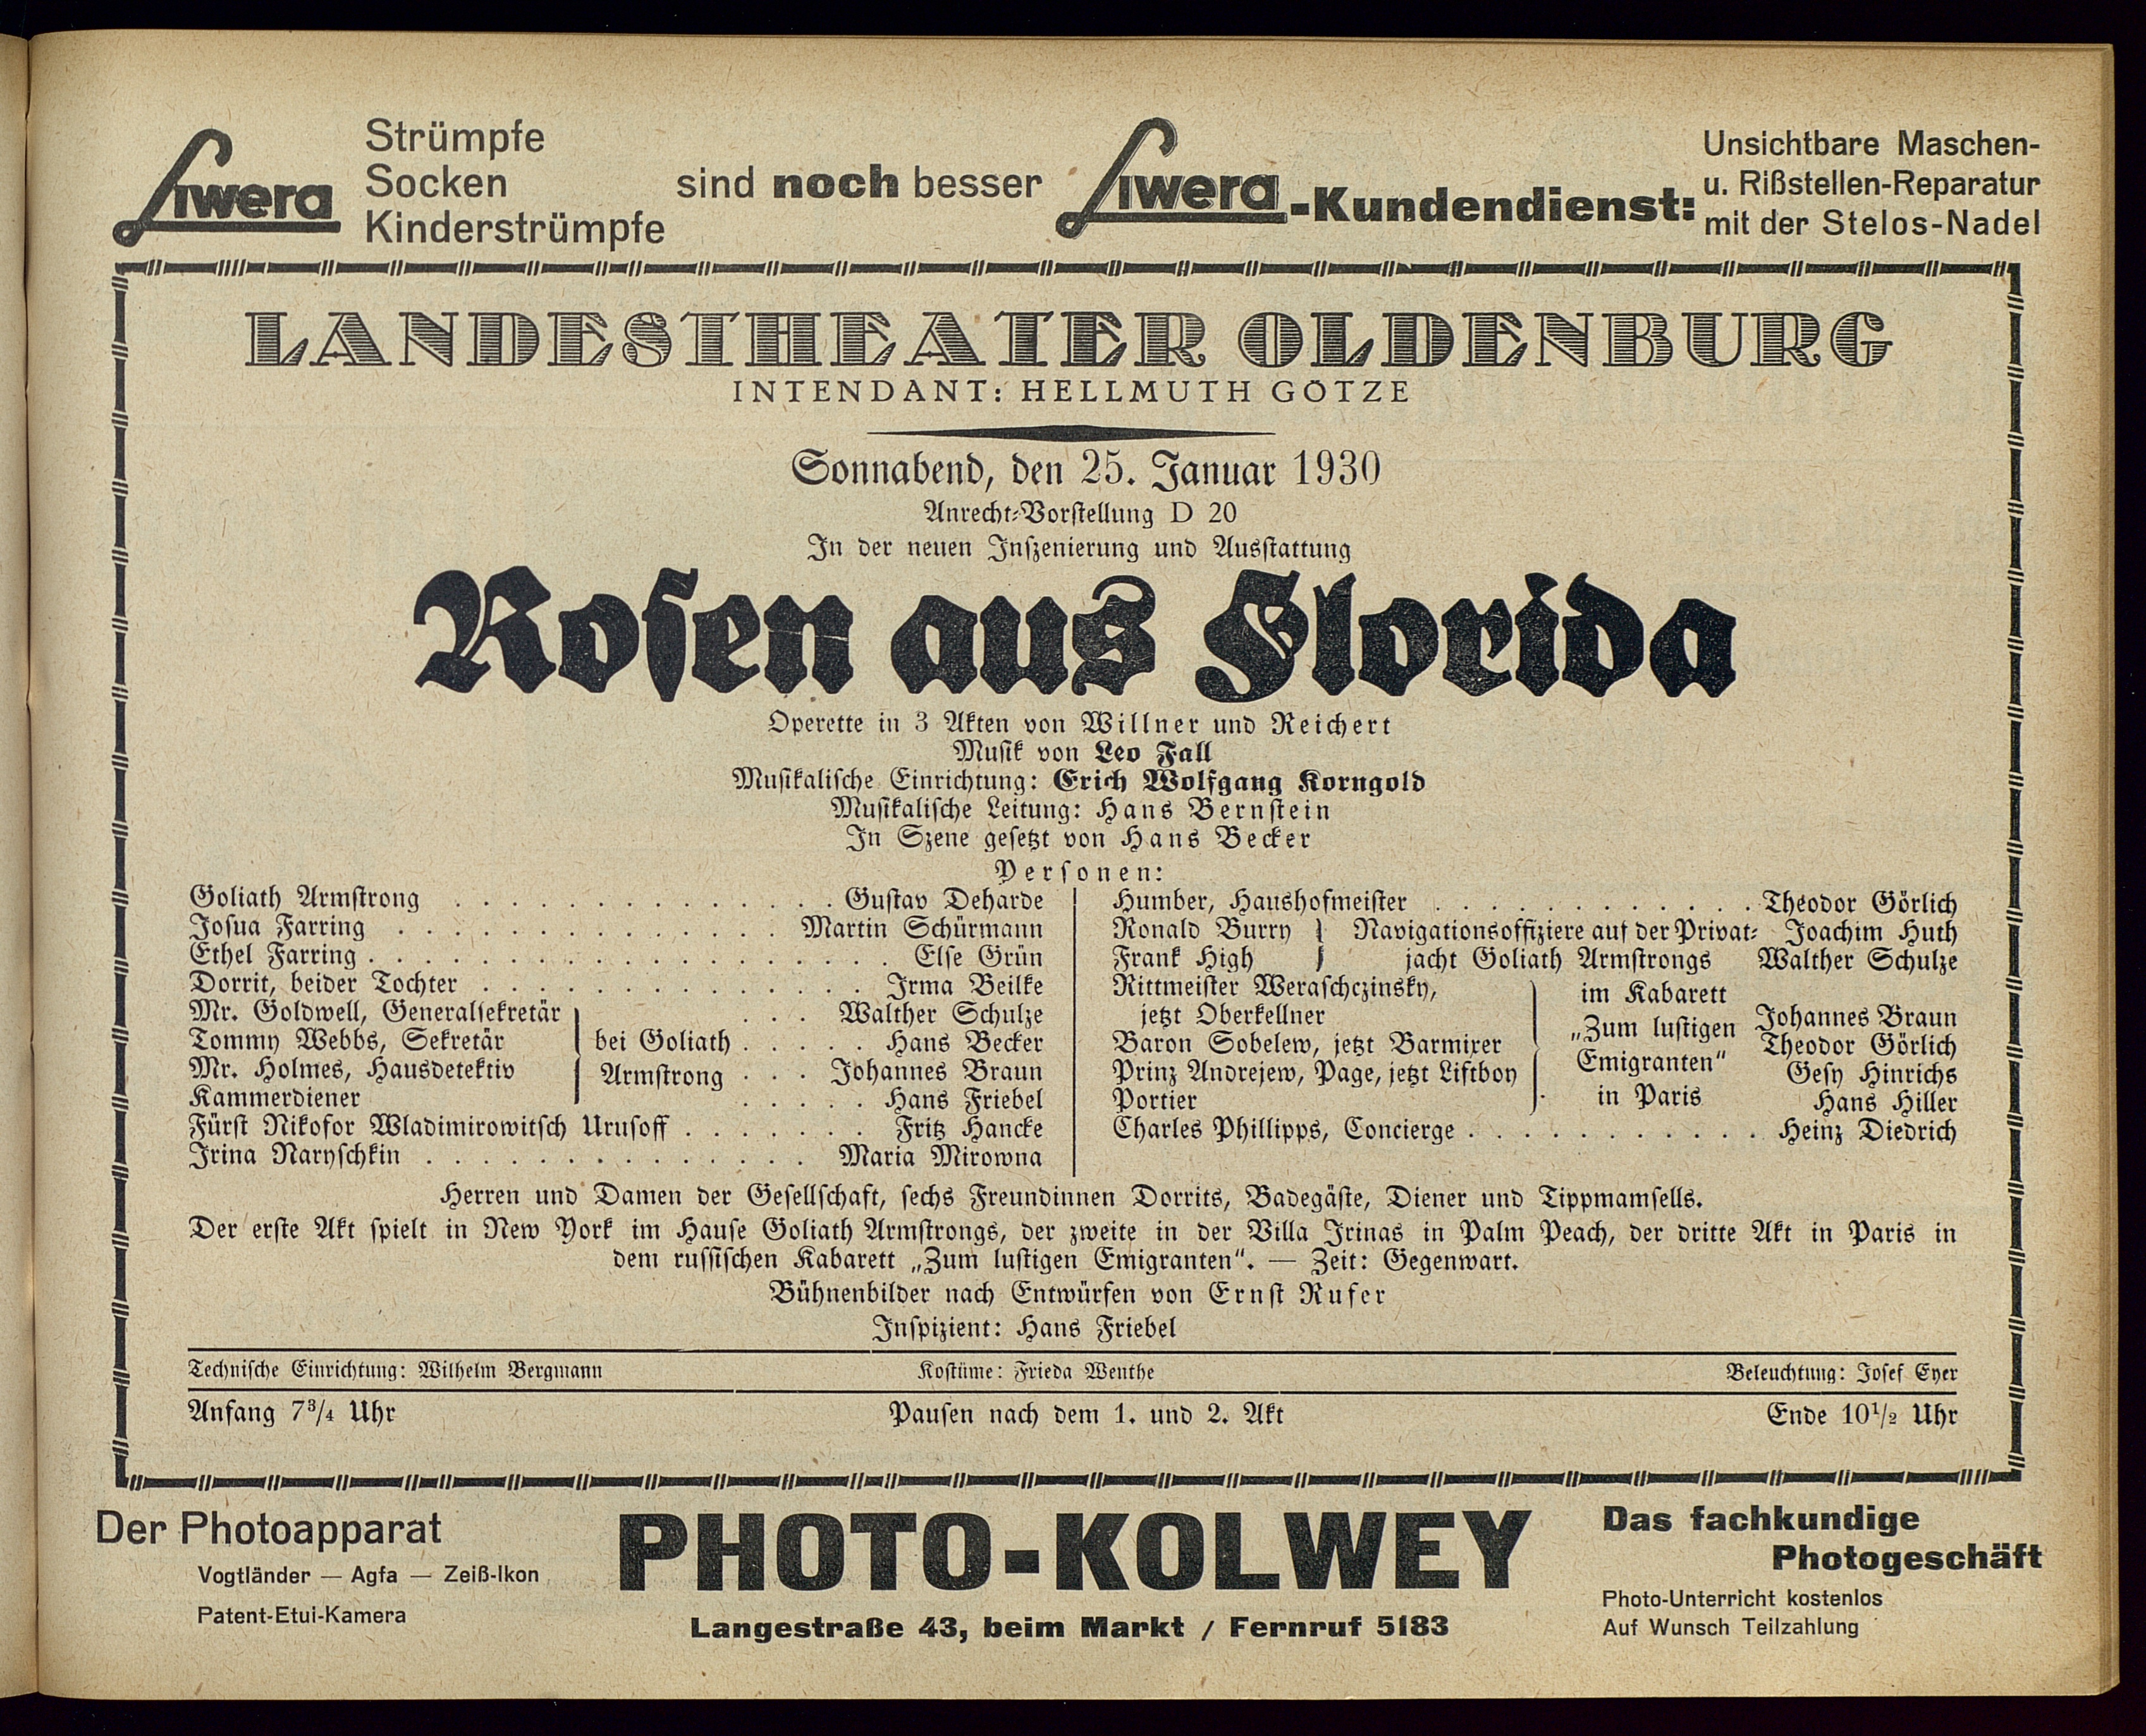 Liwera
Strümpfe
Socken
Kinderstrümpfe
sind noch besser
Liwera-Kundendienst:
Unsichtbare Maschen-
u. Rißstellen-Reparatur
mit der Stelos-Nadel
LANDESTHEATER OLDENBURG
INTENDANT: HELLMUTH GÖTZE
Sonnabend, den 25. Januar 1930
Anrecht-Vorstellung D 20
In der neuen Inszenierung und Ausstattung
Rosen aus Florida
Operette in 3 Akten von Willner und Reichert
Musik von Leo Fall
Musikalische Einrichtung: Erich Wolfgang Korngold
Musikalische Leitung: Hans Bernstein
In Szene gesetzt von Hans Becker
Personen:
Goliath Armstrong . . . . . . . . . . . . . . Gustav Deharde
Josua Farring . . . . . . . . . . . . . . Martin Schürmann
Ethel Farring . . . . . . . . . . . . . . . . . . . Else Grün
Dorrit, beider Tochter . . . . . . . . . . . . . . Irma Beilke
Mr. Goldwell, Generalsekretär . . . Walther Schulze
Tommy Webbs, Sekretär bei Goliath . . . . . Hans Becker
Mr. Holmes, Hausdetektiv Armstrong . . . Johannes Braun
Kammerdiener . . . . . Hans Friebel
Fürst Nikofor Wladimirowitsch Urusoff . . . . . . . Fritz Hancke
Irina Naryschkin . . . . . . . . . . . . . . Maria Mirowna
Humber, Haushofmeister . . . . . . . . . . . . Theodor Görlich
Ronald Burry } Navigationsoffiziere auf der Privat- Joachim Huth
Frank High } jacht Goliath Armstrongs Walther Schulze
Rittmeister Weraschczinsky, im Kabarett
jetzt Oberkellner „Zum lustigen Johannes Braun
Baron Sobelew, jetzt Barmixer Theodor Görlich
Prinz Andrejew, Page, jetzt Liftboy Emigranten“ Gesy Hinrichs
Portier in Paris Hans Hiller
Charles Phillipps, Concierge . . . . . . . . . . . Heinz Diedrich
Herren und Damen der Gesellschaft, sechs Freundinnen Dorrits, Badegäste, Diener und Tippmamsells.
Der erste Akt spielt in New York im Hause Goliath Armstrongs, der zweite in der Villa Irinas in Palm Peach, der dritte Akt in Paris in
dem russischen Kabarett „Zum lustigen Emigranten“. — Zeit: Gegenwart.
Bühnenbilder nach Entwürfen von Ernst Rufer
Inspizient: Hans Friebel
Technische Einrichtung: Wilhelm Bergmann Kostüme: Frieda Wenthe Beleuchtung: Josef Eyer
Anfang 7¾ Uhr Pausen nach dem 1. und 2. Akt Ende 10½ Uhr
Der Photoapparat
Vogtländer — Agfa — Zeiß-Ikon
Patent-Etui-Kamera
PHOTO-KOLWEY
Langestraße 43, beim Markt / Fernruf 5183
Das fachkundige
Photogeschäft
Photo-Unterricht kostenlos
Auf Wunsch Teilzahlung